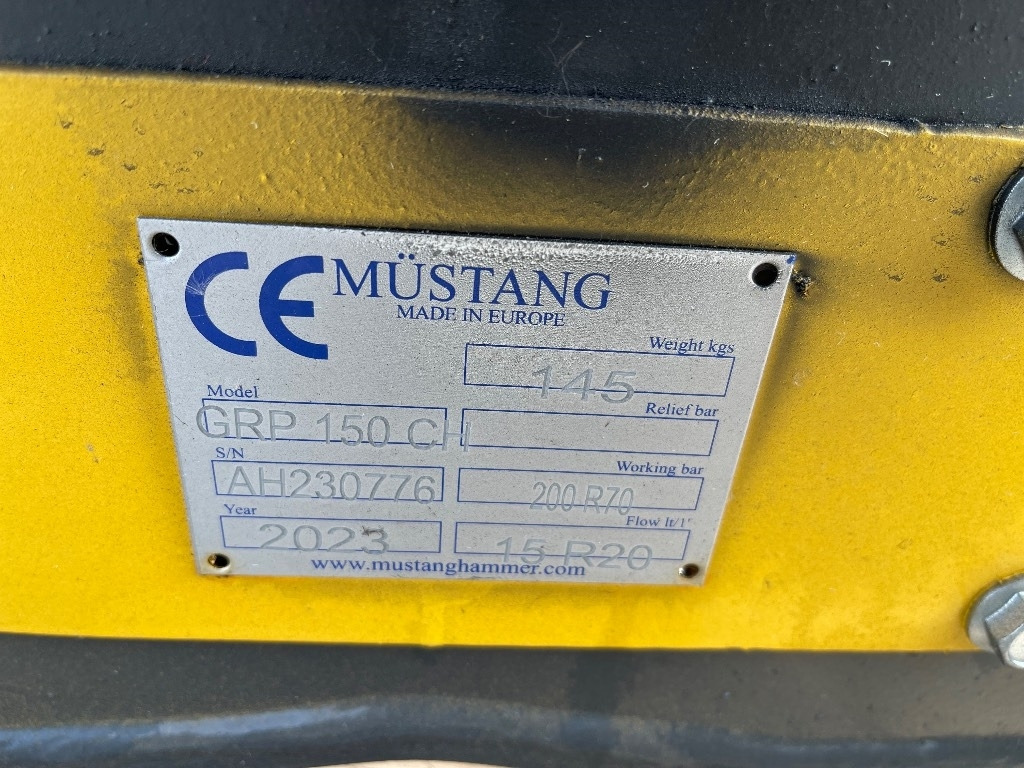 CE MÜSTANG
MADE IN EUROPE
Weight kgs
145
Model
GRP 150 CH
Relief bar
S/N
AH230776
Working bar
200 R70
Year
2023
Flow lt/1'
15 R20
www.mustanghammer.com